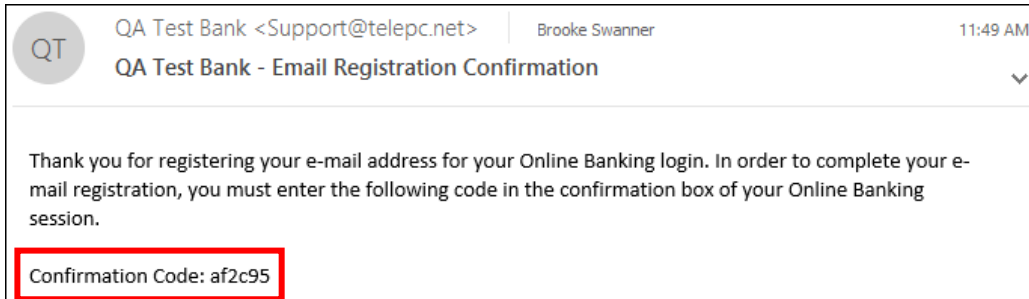 QT
QA Test Bank <Support@telepc.net> Brooke Swanner 11:49 AM
QA Test Bank - Email Registration Confirmation
Thank you for registering your e-mail address for your Online Banking login. In order to complete your e-
mail registration, you must enter the following code in the confirmation box of your Online Banking
session.
Confirmation Code: af2c95